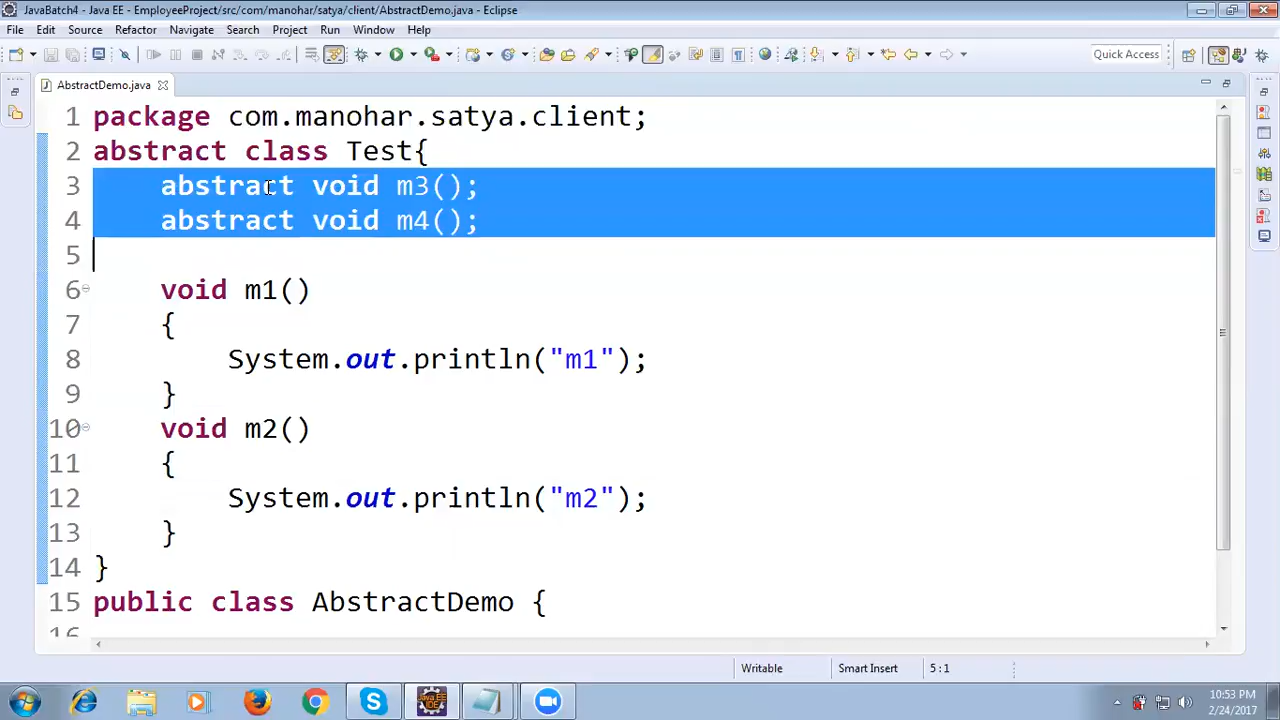 JavaBatch4 - Java EE - EmployeeProject/src/com/manohar/satya/client/AbstractDemo.java - Eclipse
File Edit Source Refactor Navigate Search Project Run Window Help
Quick Access
AbstractDemo.java
1 package com.manohar.satya.client;
2 abstract class Test{
3 abstract void m3();
4 abstract void m4();
5
6 void m1()
7 {
8 System.out.println("m1");
9 }
10 void m2()
11 {
12 System.out.println("m2");
13 }
14 }
15 public class AbstractDemo {
16
Writable Smart Insert 5 : 1
Java EE IDE
10:53 PM
2/24/2017